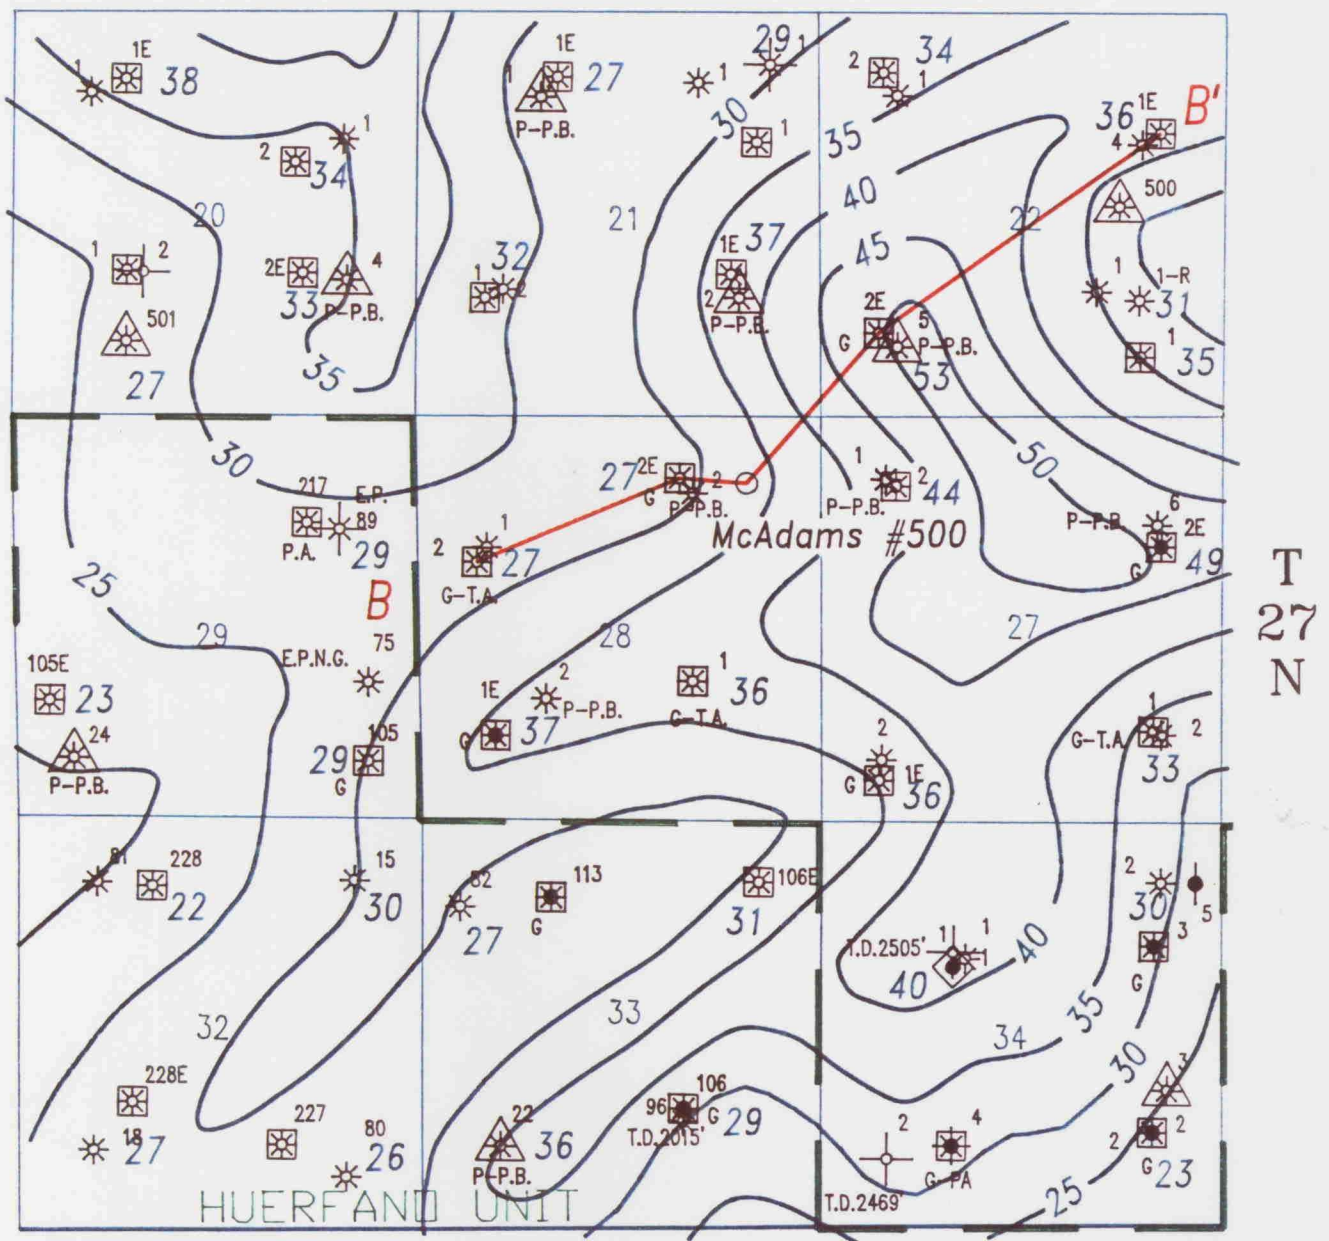 1 1E 38
1 1E 27
P-P.B.
1 29 1
2 34 1
36 1E B'
4
30
35
1
2 34 1
40
500
20
21
22
45
1 2
2E 33 4
P-P.B.
32
1 2
1E 37
2
P-P.B.
2E 5
G P-P.B.
53
1 1-R
31
1
35
501
27
35
30
27 2E 2
G P-P.B.
1 2 44
P-P.B.
50
217 E.P.
89
P.A. 29
McAdams #500
6
P-P.B. 2E
G 49
T
27
N
25
B
1
2 27
G-T.A.
29
28
27
E.P.N.G. 75
105E 23
24
P-P.B.
105
29
G
1E 2
P-P.B.
G 37
1
36
G-T.A.
2
1E
G 36
1
G-T.A. 2
33
81 228
22
15
30
82
27
113
G
106E
31
2
30 5
3
G
T.D.2505' 1 1
40
40
32
33
34
35
30
228E
18 27
227
80
26
22
36
P-P.B.
106
96 G 29
T.D.2015'
2
T.D.2469'
4
G-PA
3
2 2
G 23
25
HUERFANO UNIT